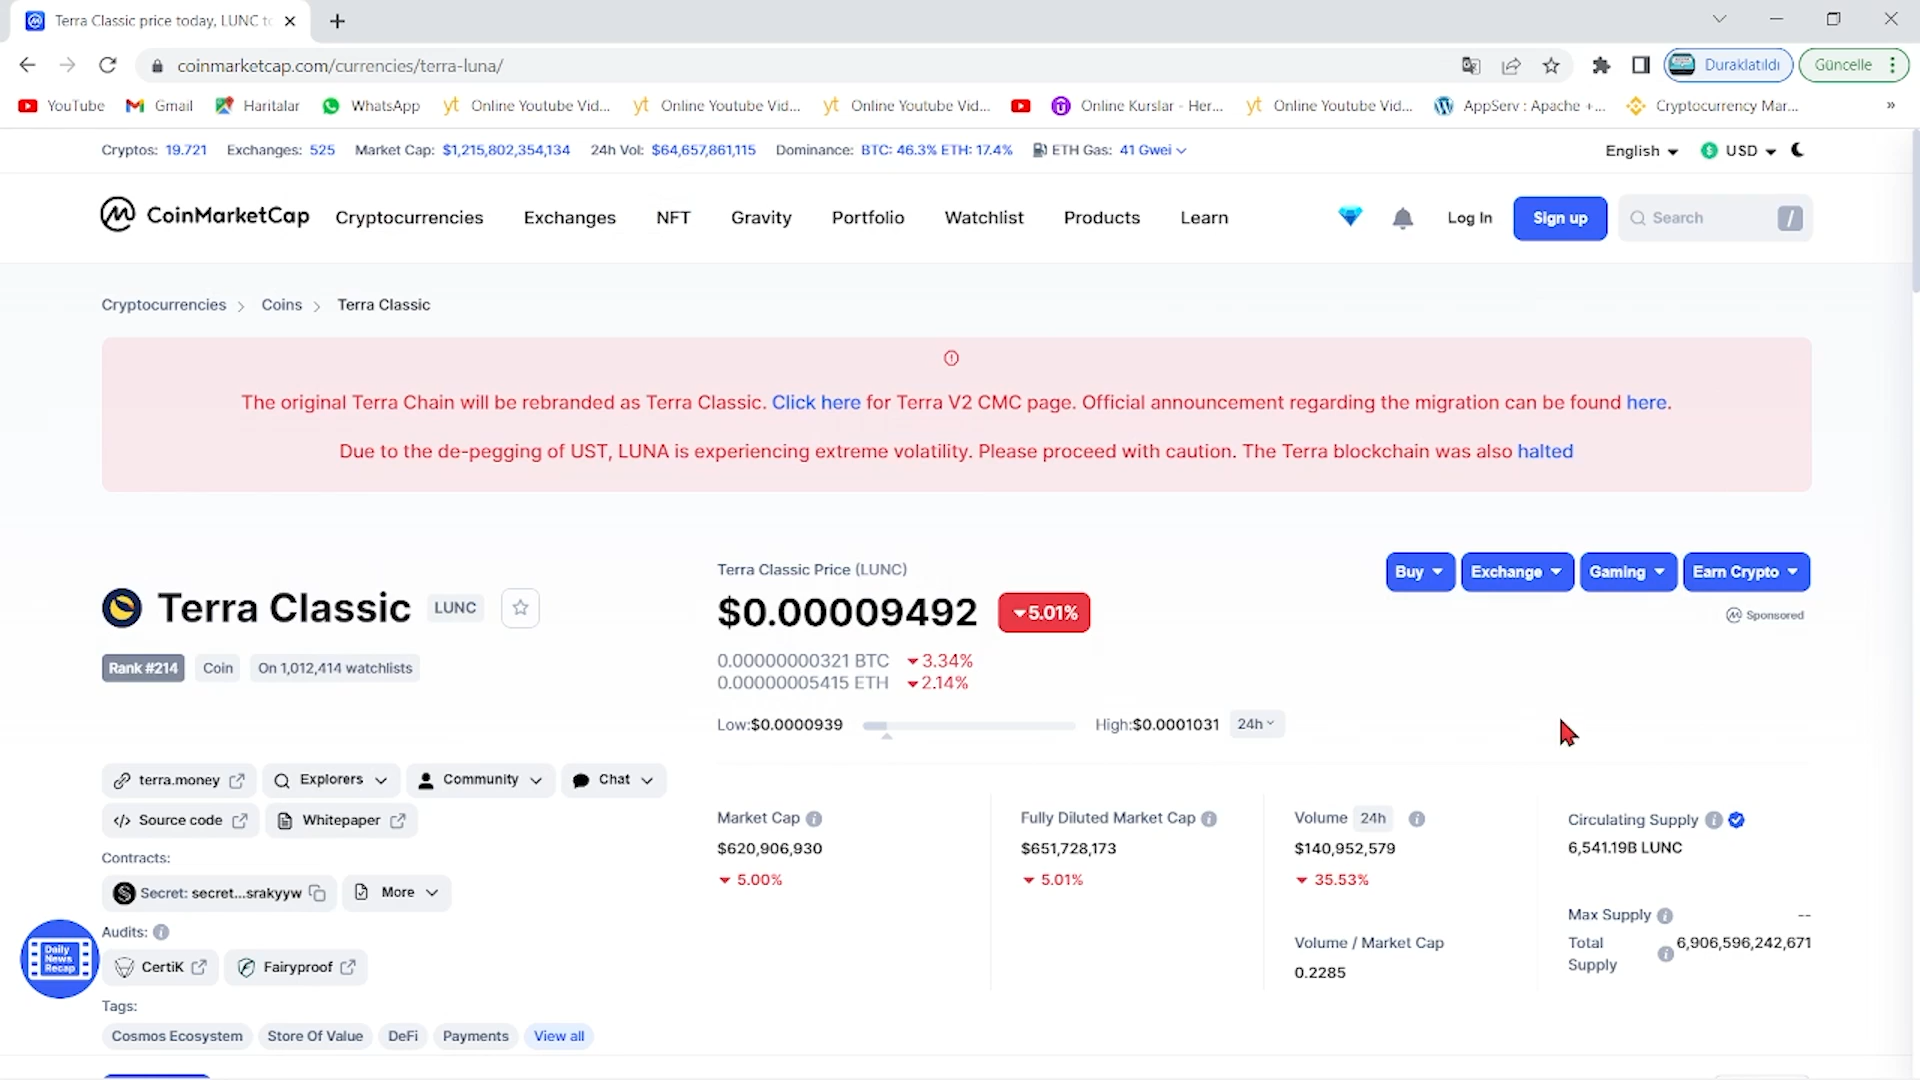 Terra Classic price today, LUNC to
coinmarketcap.com/currencies/terra-luna/
Duraklatıldı
Güncelle
YouTube Gmail Haritalar WhatsApp Online Youtube Vid... Online Youtube Vid... Online Youtube Vid... Online Kurslar - Her... Online Youtube Vid... AppServ : Apache +... Cryptocurrency Mar... »
Cryptos: 19.721 Exchanges: 525 Market Cap: $1,215,802,354,134 24h Vol: $64,657,861,115 Dominance: BTC: 46.3% ETH: 17.4% ETH Gas: 41 Gwei English USD
CoinMarketCap Cryptocurrencies Exchanges NFT Gravity Portfolio Watchlist Products Learn Log In Sign up Search /
Cryptocurrencies > Coins > Terra Classic
The original Terra Chain will be rebranded as Terra Classic. Click here for Terra V2 CMC page. Official announcement regarding the migration can be found here.
Due to the de-pegging of UST, LUNA is experiencing extreme volatility. Please proceed with caution. The Terra blockchain was also halted
Terra Classic LUNC
Rank #214 Coin On 1,012,414 watchlists
Terra Classic Price (LUNC)
$0.00009492 5.01%
0.00000000321 BTC 3.34%
0.00000005415 ETH 2.14%
Low:$0.0000939 High:$0.0001031 24h
Buy Exchange Gaming Earn Crypto
Sponsored
terra.money Explorers Community Chat
Source code Whitepaper
Contracts:
Secret: secret...srakyyw More
Audits:
CertiK Fairyproof
Tags:
Cosmos Ecosystem Store Of Value DeFi Payments View all
Daily
News
Recap
Market Cap
$620,906,930
5.00%
Fully Diluted Market Cap
$651,728,173
5.01%
Volume 24h
$140,952,579
35.53%
Volume / Market Cap
0.2285
Circulating Supply
6,541.19B LUNC
Max Supply --
Total Supply 6,906,596,242,671